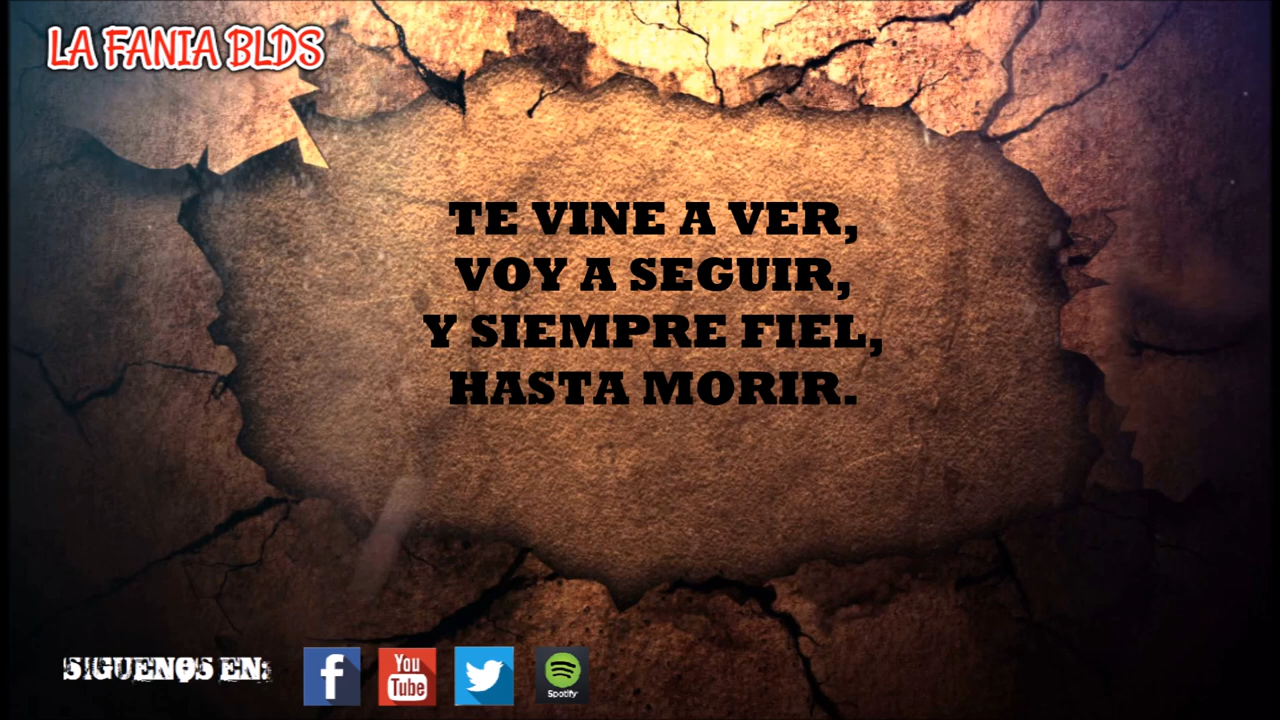 LA FANIA BLDS
TE VINE A VER,
VOY A SEGUIR,
Y SIEMPRE FIEL,
HASTA MORIR.
SIGUENOS EN:
f
You
Tube
Spotify